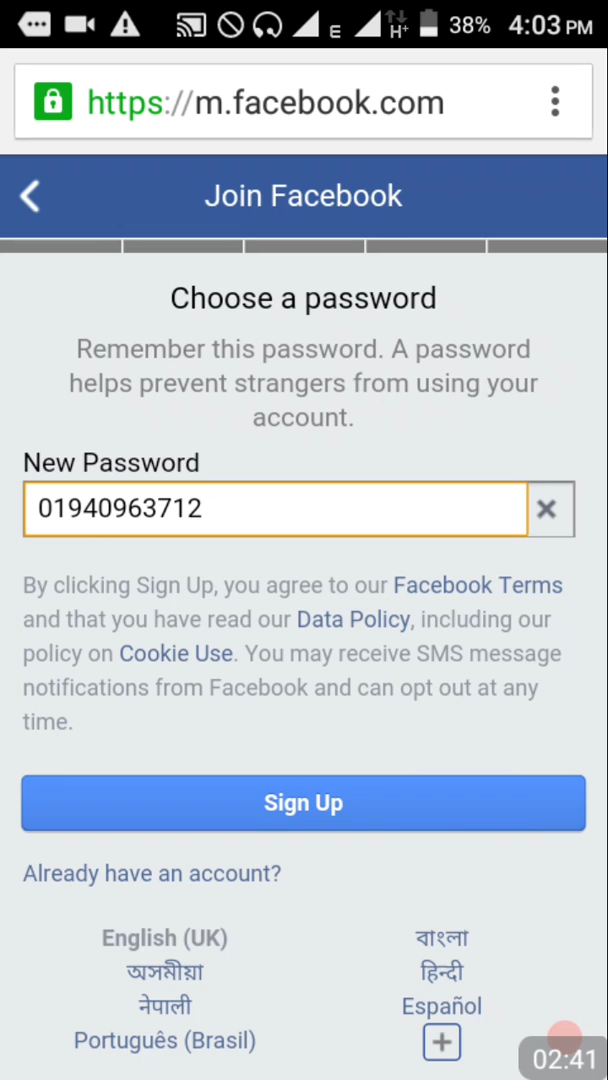 E H+ 38% 4:03 PM
https://m.facebook.com
Join Facebook
Choose a password
Remember this password. A password
helps prevent strangers from using your
account.
New Password
01940963712
By clicking Sign Up, you agree to our Facebook Terms
and that you have read our Data Policy, including our
policy on Cookie Use. You may receive SMS message
notifications from Facebook and can opt out at any
time.
Sign Up
Already have an account?
English (UK) বাংলা
অসমীয়া हिन्दी
नेपाली Español
Português (Brasil)
02:41